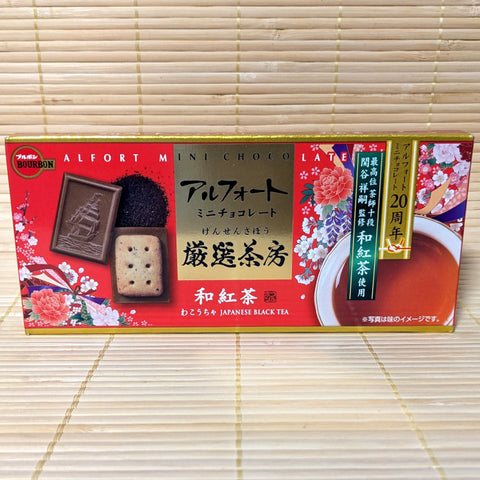 ブルボン
BOURBON
ALFORT MINI CHOCOLATE
アルフォート
ミニチョコレート
けんせんさぼう
厳選茶房
和紅茶
わこうちゃ JAPANESE BLACK TEA
アルフォート
ミニチョコレート
20周年
最高位茶師十段
関谷祥嗣監修
和紅茶使用
※写真は味のイメージです。